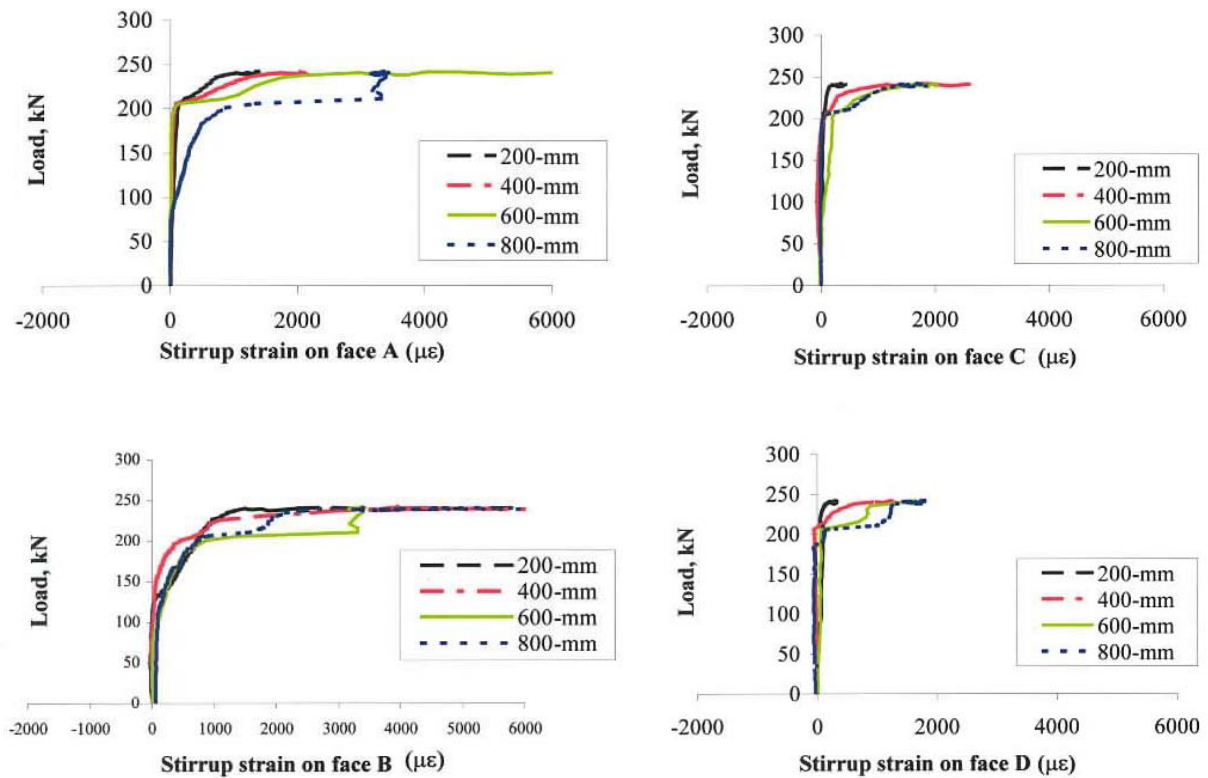 300
250
200
150
100
50
0
Load, kN
200-mm
400-mm
600-mm
800-mm
-2000 0 2000 4000 6000
Stirrup strain on face A (με)
300
250
200
150
100
50
0
Load, kN
200-mm
400-mm
600-mm
800-mm
-2000 0 2000 4000 6000
Stirrup strain on face C (με)
300
250
200
150
100
50
0
Load, kN
200-mm
400-mm
600-mm
800-mm
-2000 -1000 0 1000 2000 3000 4000 5000 6000
Stirrup strain on face B (με)
300
250
200
150
100
50
0
Load, kN
200-mm
400-mm
600-mm
800-mm
-2000 0 2000 4000 6000
Stirrup strain on face D (με)